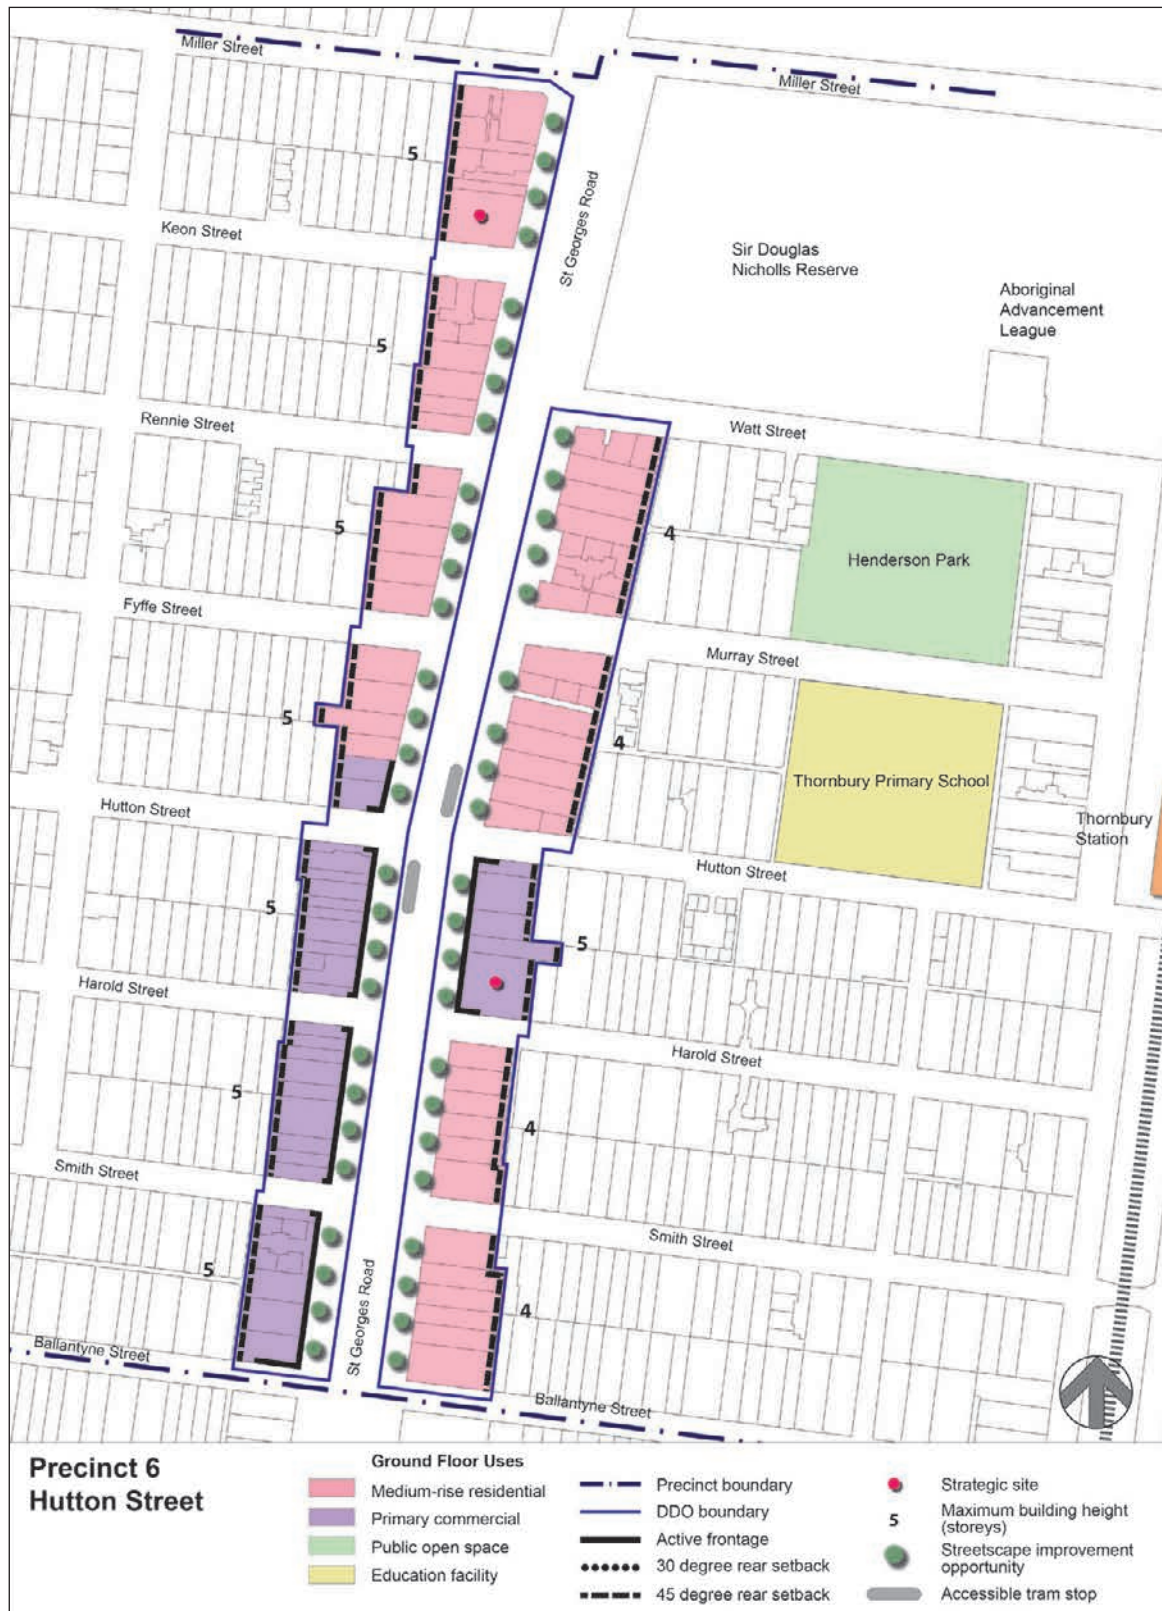 Miller Street
Miller Street
5
St Georges Road
Keon Street
Sir Douglas
Nicholls Reserve
Aboriginal
Advancement
League
5
Rennie Street
Watt Street
5
4
Henderson Park
Fyffe Street
Murray Street
5
4
Thornbury Primary School
Hutton Street
Thornbury
Station
Hutton Street
5
5
Harold Street
Harold Street
5
4
Smith Street
Smith Street
5
4
St Georges Road
Ballantyne Street
Ballantyne Street
Precinct 6
Hutton Street
Ground Floor Uses
Medium-rise residential
Primary commercial
Public open space
Education facility
Precinct boundary
DDO boundary
Active frontage
30 degree rear setback
45 degree rear setback
Strategic site
5 Maximum building height
(storeys)
Streetscape improvement
opportunity
Accessible tram stop